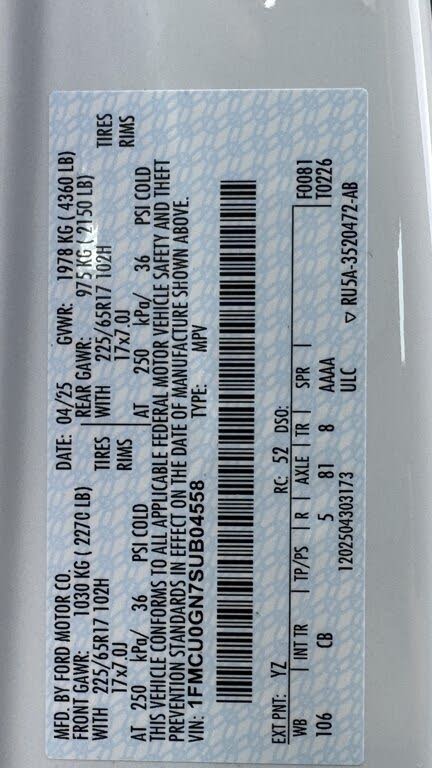 MFD. BY FORD MOTOR CO. DATE: 04/25 GVWR: 1978 KG ( 4360 LB)
FRONT GAWR: 1030 KG ( 2270 LB) REAR GAWR: 975 KG ( 2150 LB)
WITH 225/65R17 102H TIRES WITH 225/65R17 102H TIRES
17x7.0J RIMS 17x7.0J RIMS
AT 250 kPa/ 36 PSI COLD AT 250 kPa/ 36 PSI COLD
THIS VEHICLE CONFORMS TO ALL APPLICABLE FEDERAL MOTOR VEHICLE SAFETY AND THEFT
PREVENTION STANDARDS IN EFFECT ON THE DATE OF MANUFACTURE SHOWN ABOVE.
VIN: 1FMCU0GN7SUB04558 TYPE: MPV
EXT PNT: YZ RC: 52 DSO: F0081
WB INT TR TP/PS R AXLE TR SPR T0226
106 CB 5 81 8 AAAA
1202504303173 ULC ▽ RU5A-3520472-AB